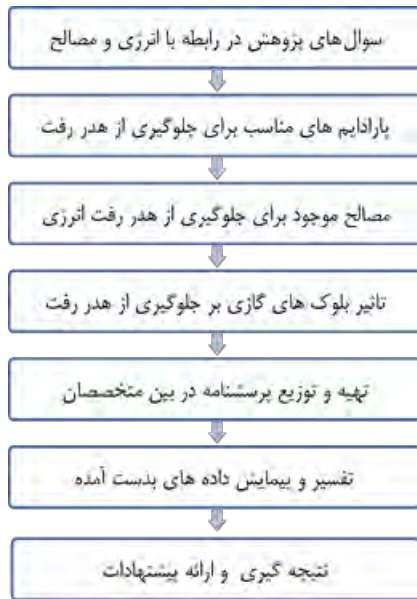 سوال‌های پژوهش در رابطه با انرژی و مصالح
پارادایم های مناسب برای جلوگیری از هدر رفت
مصالح موجود برای جلوگیری از هدر رفت انرژی
تاثیر بلوک های گازی بر جلوگیری از هدر رفت
تهیه و توزیع پرسشنامه در بین متخصصان
تفسیر و پیمایش داده های بدست آمده
نتیجه گیری و ارائه پیشنهادات